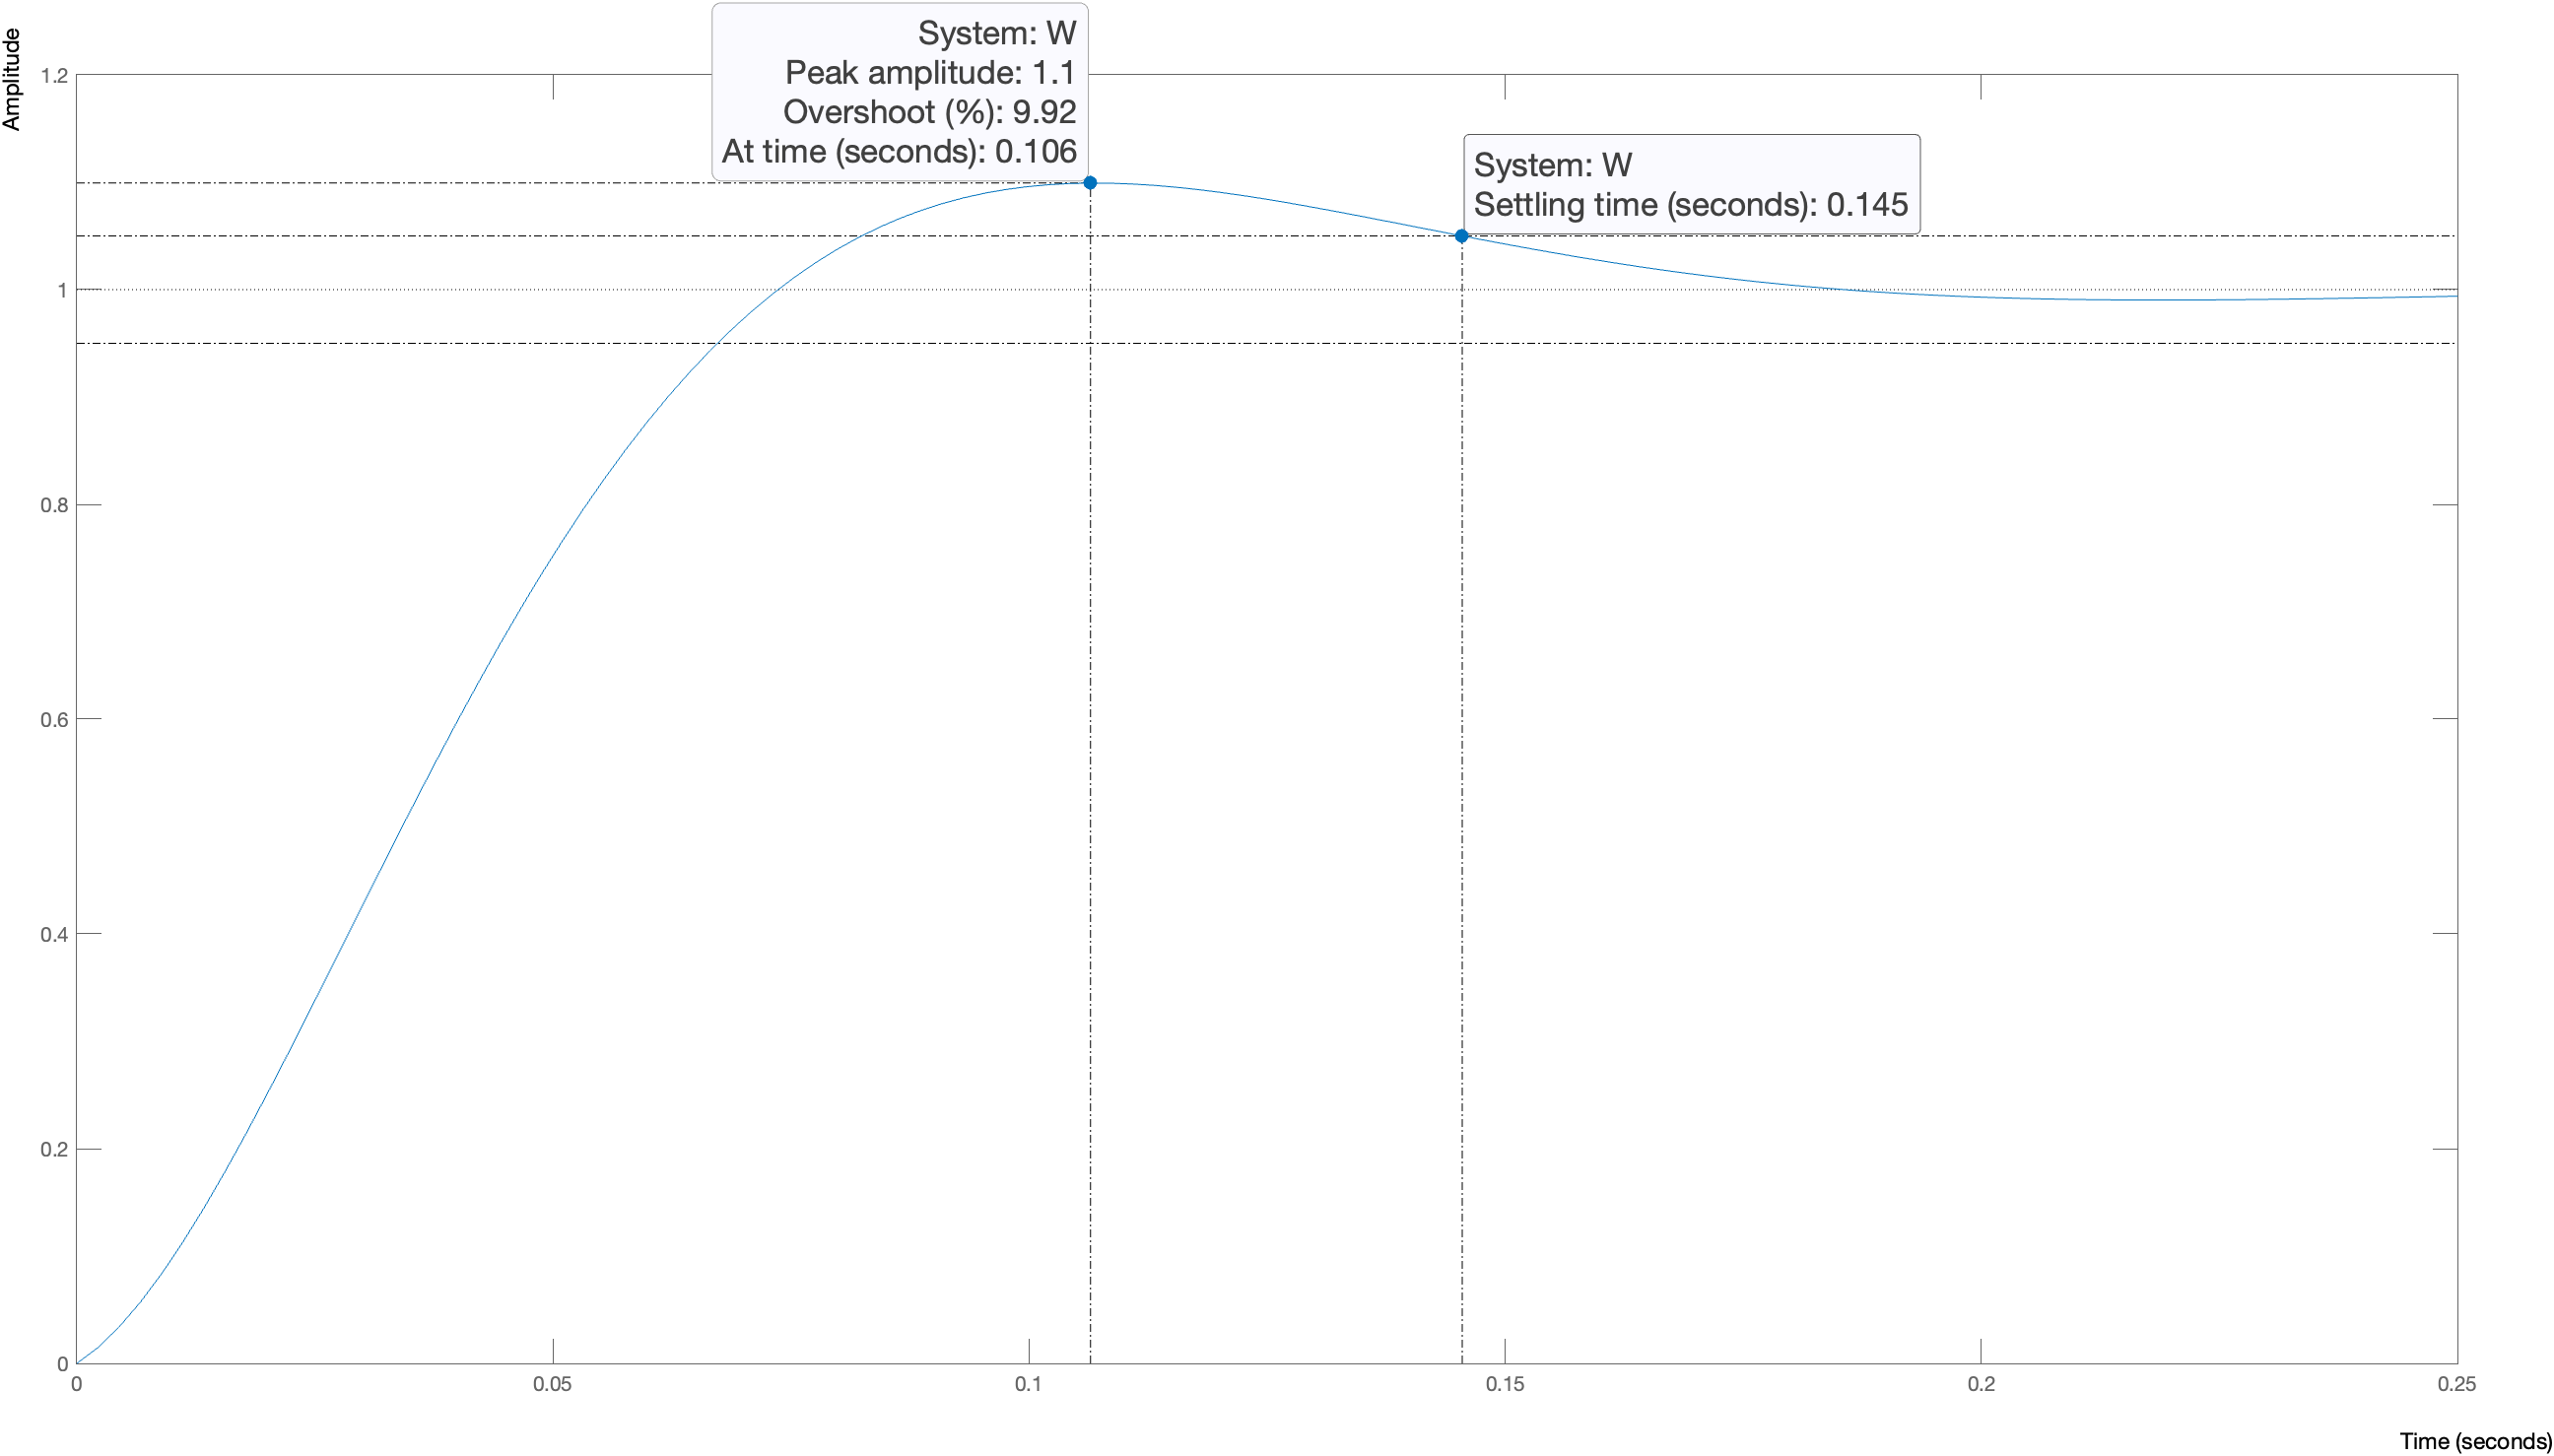 System: W
Peak amplitude: 1.1
Overshoot (%): 9.92
At time (seconds): 0.106
System: W
Settling time (seconds): 0.145
Amplitude
1.2
1
0.8
0.6
0.4
0.2
0
0 0.05 0.1 0.15 0.2 0.25
Time (seconds)